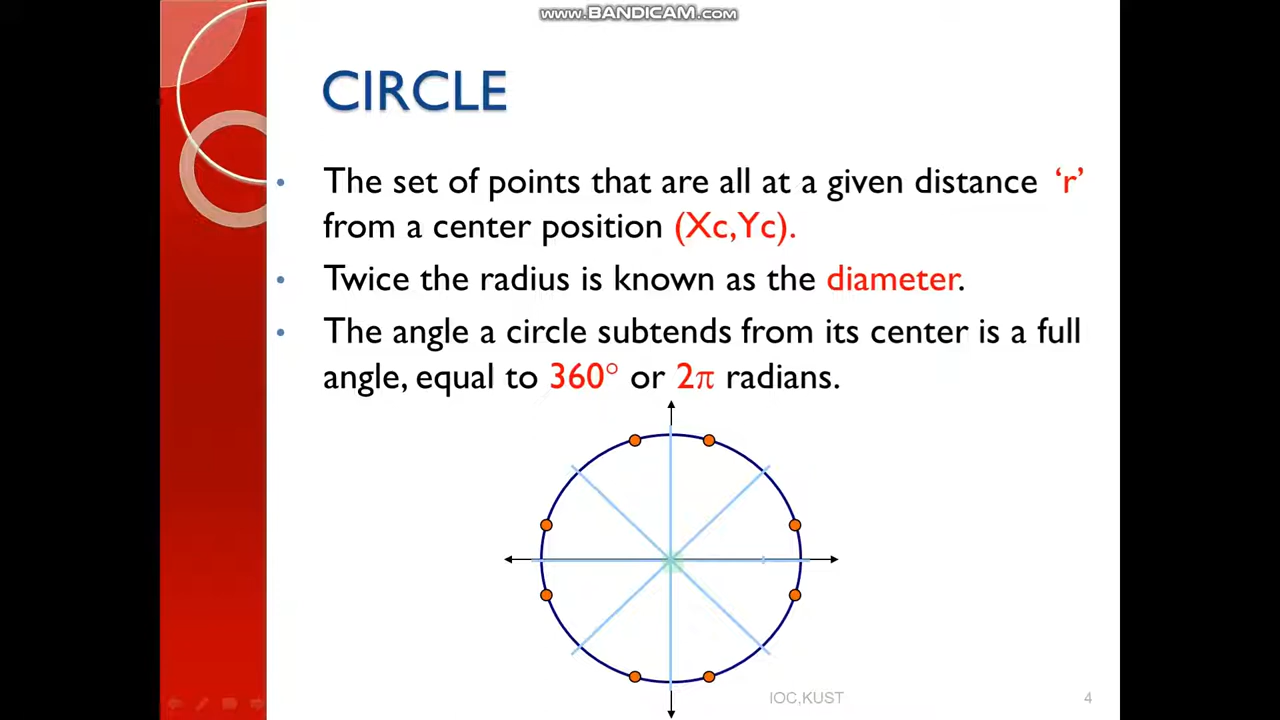 www.BANDICAM.com
CIRCLE
• The set of points that are all at a given distance ‘r’
from a center position (Xc,Yc).
• Twice the radius is known as the diameter.
• The angle a circle subtends from its center is a full
angle, equal to 360° or 2π radians.
IOC,KUST 4